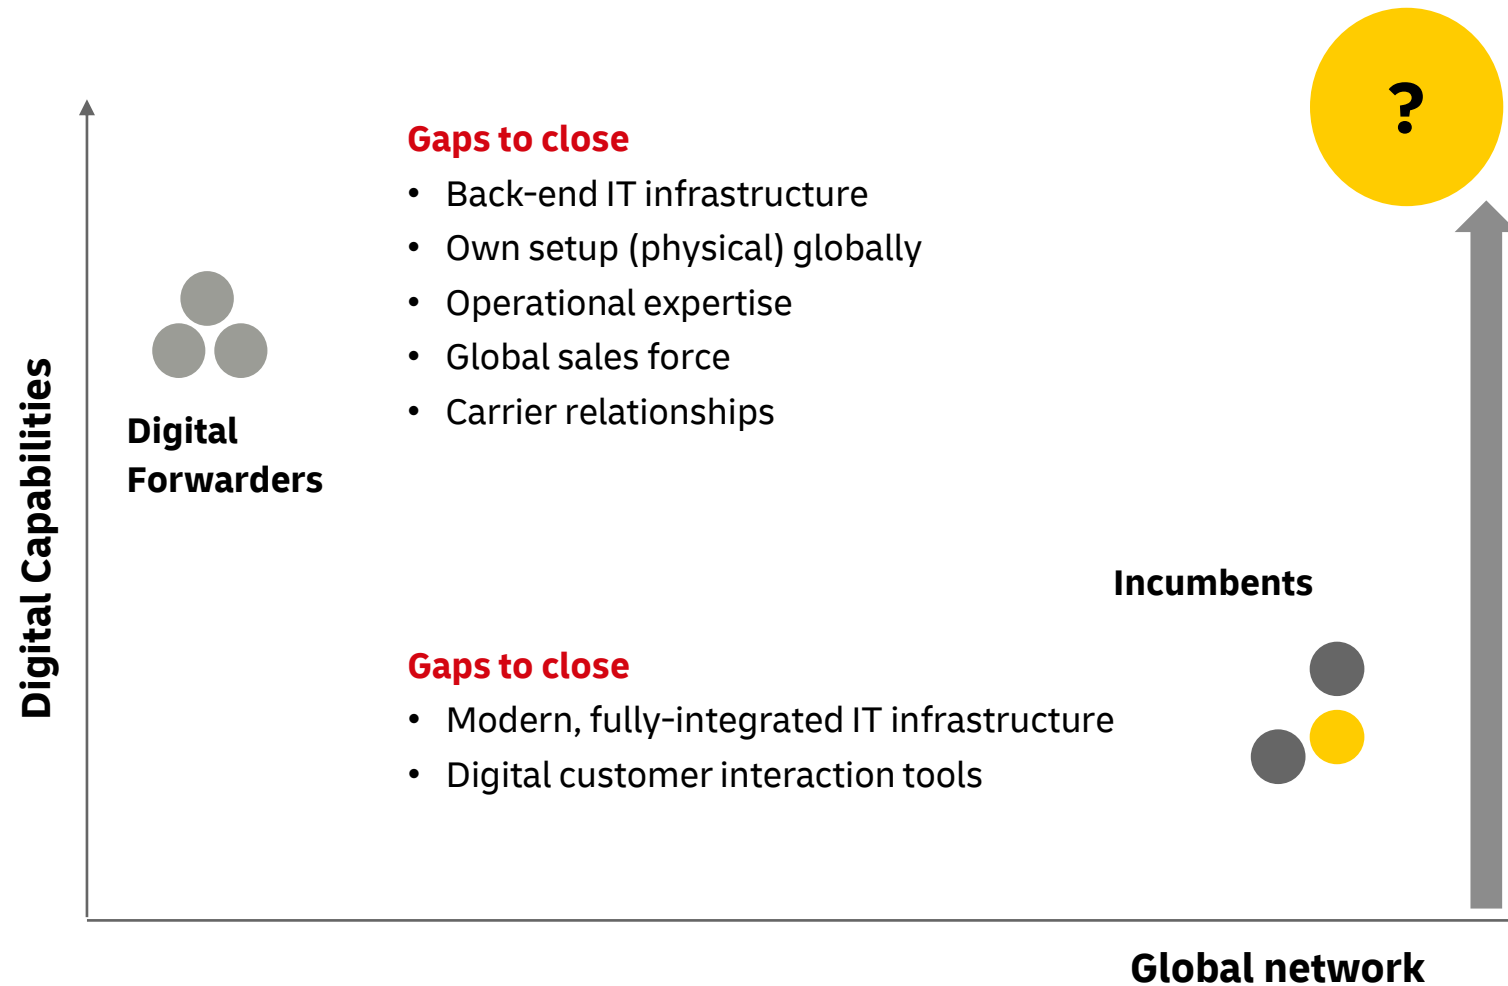 ?
Gaps to close
• Back-end IT infrastructure
• Own setup (physical) globally
• Operational expertise
• Global sales force
• Carrier relationships
Digital
Forwarders
Digital Capabilities
Incumbents
Gaps to close
• Modern, fully-integrated IT infrastructure
• Digital customer interaction tools
Global network